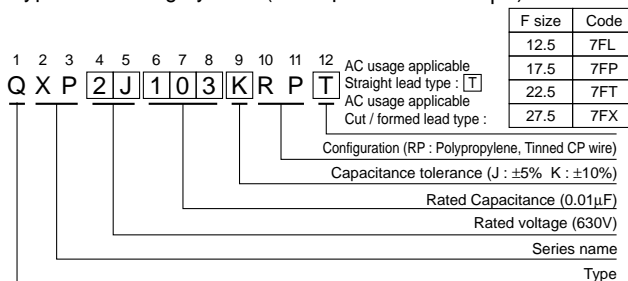 F size Code
12.5 7FL
17.5 7FP
22.5 7FT
27.5 7FX
1 2 3 4 5 6 7 8 9 10 11 12
Q X P 2 J 1 0 3 K R P T
AC usage applicable
Straight lead type : T
AC usage applicable
Cut / formed lead type :
Configuration (RP : Polypropylene, Tinned CP wire)
Capacitance tolerance (J : ±5% K : ±10%)
Rated Capacitance (0.01μF)
Rated voltage (630V)
Series name
Type